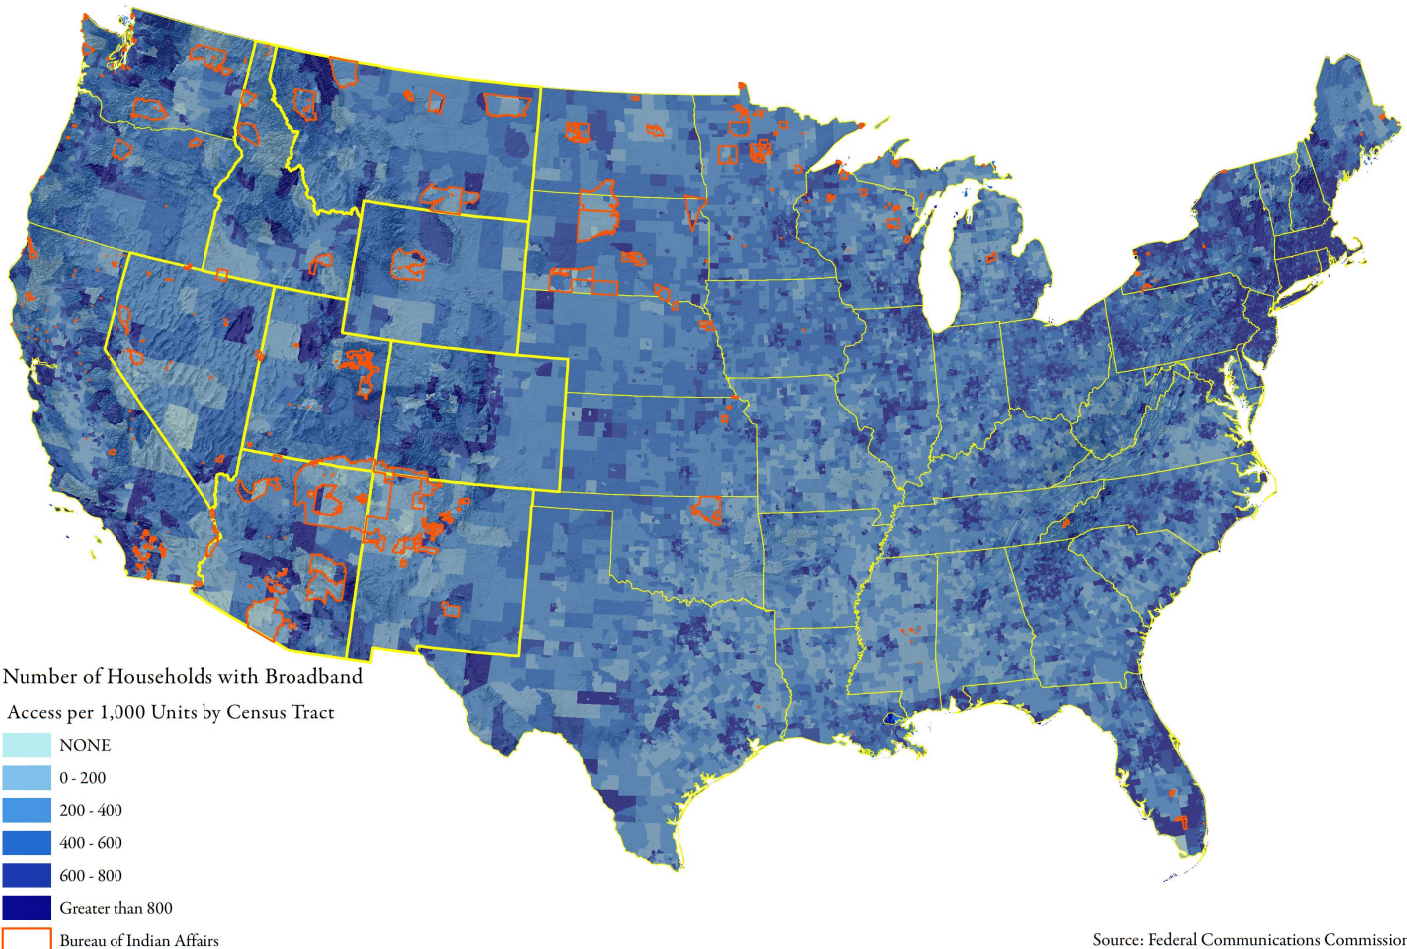 Number of Households with Broadband
Access per 1,000 Units by Census Tract
NONE
0 - 200
200 - 400
400 - 600
600 - 800
Greater than 800
Bureau of Indian Affairs
Source: Federal Communications Commission